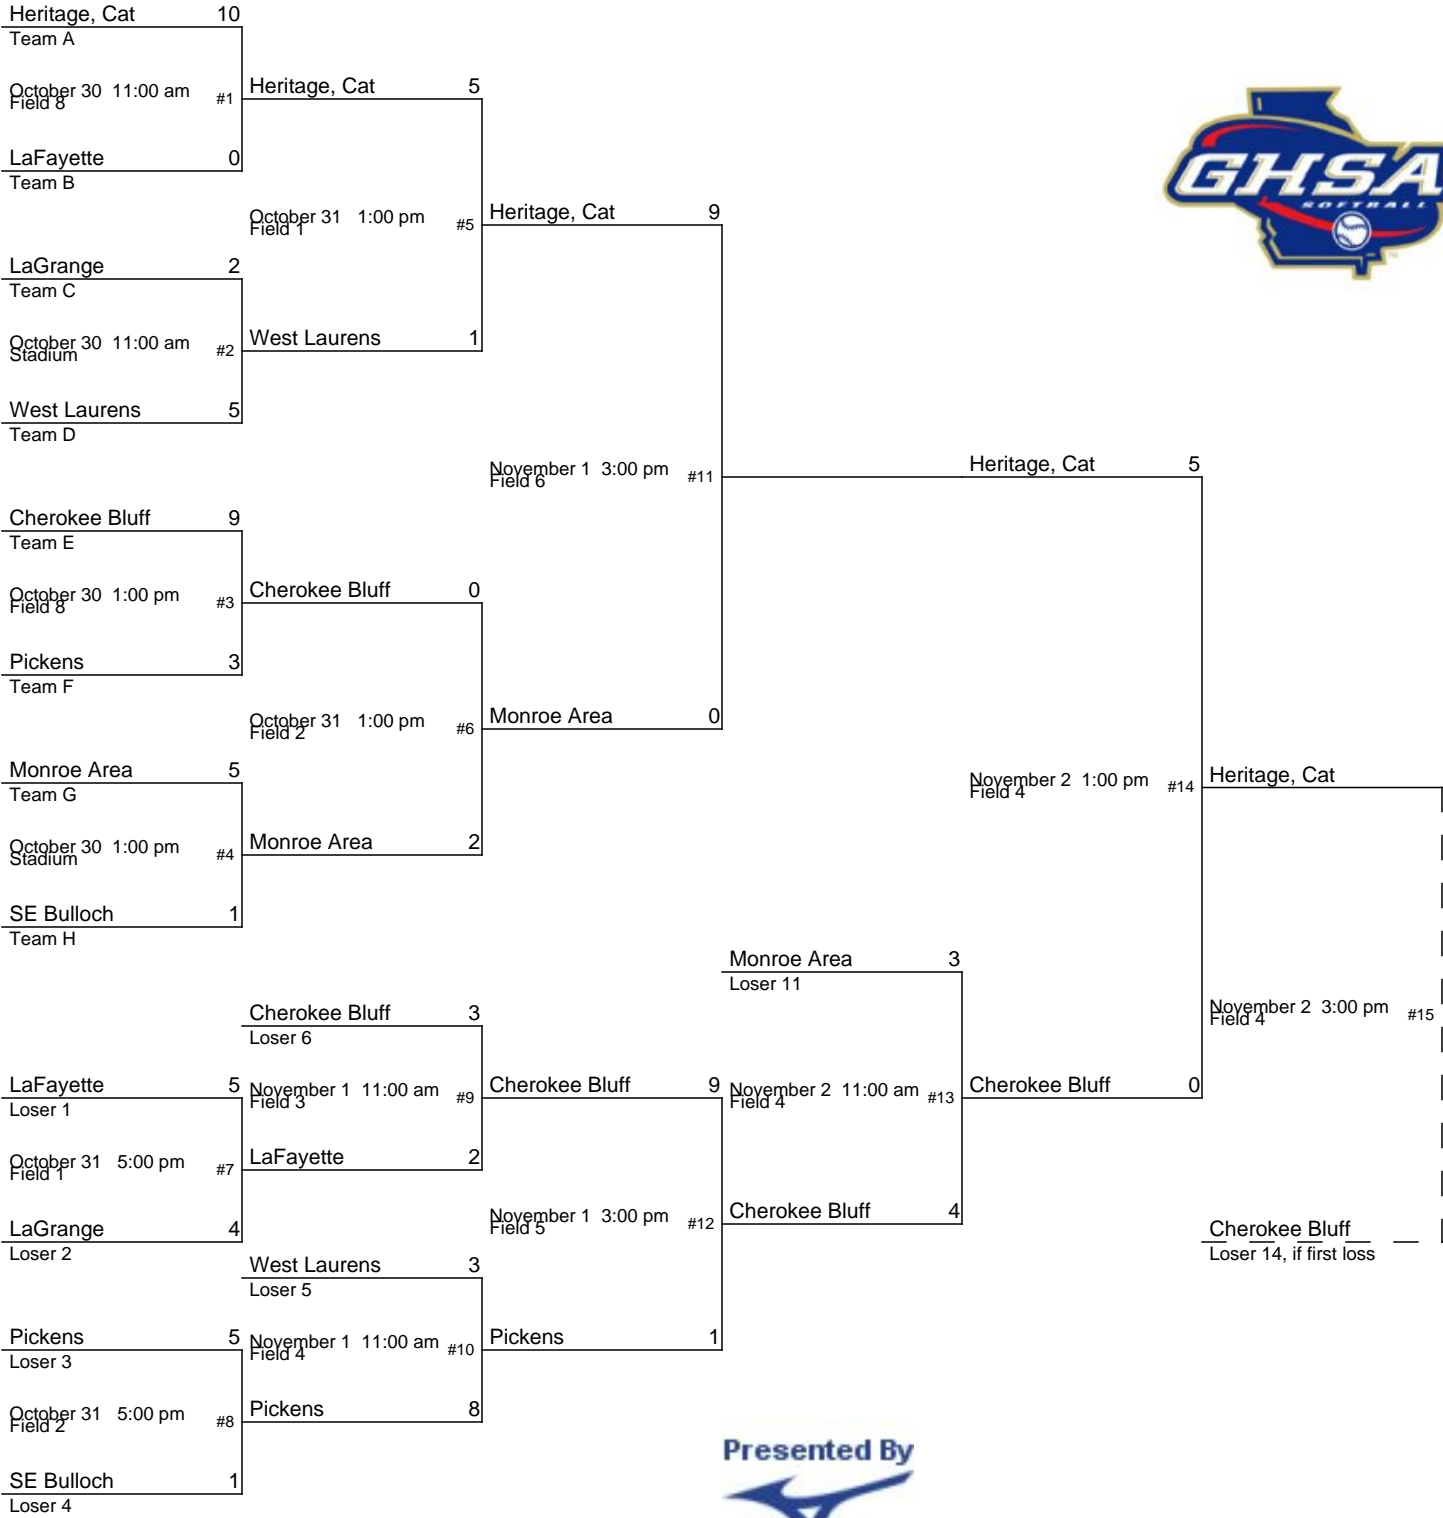 Heritage, Cat 10
Team A
October 30 11:00 am #1
Field 8
LaFayette 0
Team B
LaGrange 2
Team C
October 30 11:00 am #2
Stadium
West Laurens 5
Team D
Cherokee Bluff 9
Team E
October 30 1:00 pm #3
Field 8
Pickens 3
Team F
Monroe Area 5
Team G
October 30 1:00 pm #4
Stadium
SE Bulloch 1
Team H
Heritage, Cat 5
October 31 1:00 pm #5
Field 1
West Laurens 1
Cherokee Bluff 0
October 31 1:00 pm #6
Field 2
Monroe Area 2
Heritage, Cat 9
November 1 3:00 pm #11
Field 6
Monroe Area 0
LaFayette 5
Loser 1
October 31 5:00 pm #7
Field 1
LaGrange 4
Loser 2
Pickens 5
Loser 3
October 31 5:00 pm #8
Field 2
SE Bulloch 1
Loser 4
Cherokee Bluff 3
Loser 6
November 1 11:00 am #9
Field 3
LaFayette 2
West Laurens 3
Loser 5
November 1 11:00 am #10
Field 4
Pickens 8
Cherokee Bluff 9
November 1 3:00 pm #12
Field 5
Pickens 1
Monroe Area 3
Loser 11
November 2 11:00 am #13
Field 4
Cherokee Bluff 4
Heritage, Cat 5
November 2 1:00 pm #14
Field 4
Cherokee Bluff 0
Heritage, Cat
November 2 3:00 pm #15
Field 4
Cherokee Bluff
Loser 14, if first loss
GHSA
SOFTBALL
TM
Presented By